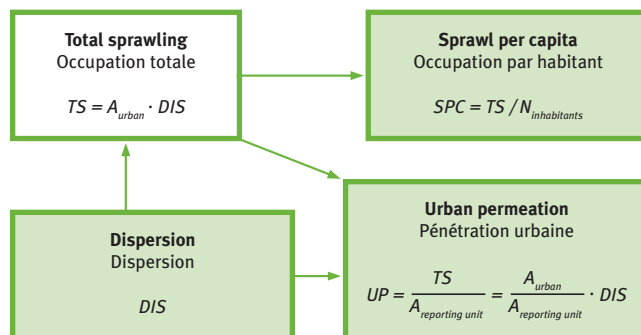 Total sprawling
Occupation totale
TS = A_urban · DIS
Sprawl per capita
Occupation par habitant
SPC = TS / N_inhabitants
Dispersion
Dispersion
DIS
Urban permeation
Pénétration urbaine
UP = TS / A_reporting unit = A_urban / A_reporting unit · DIS